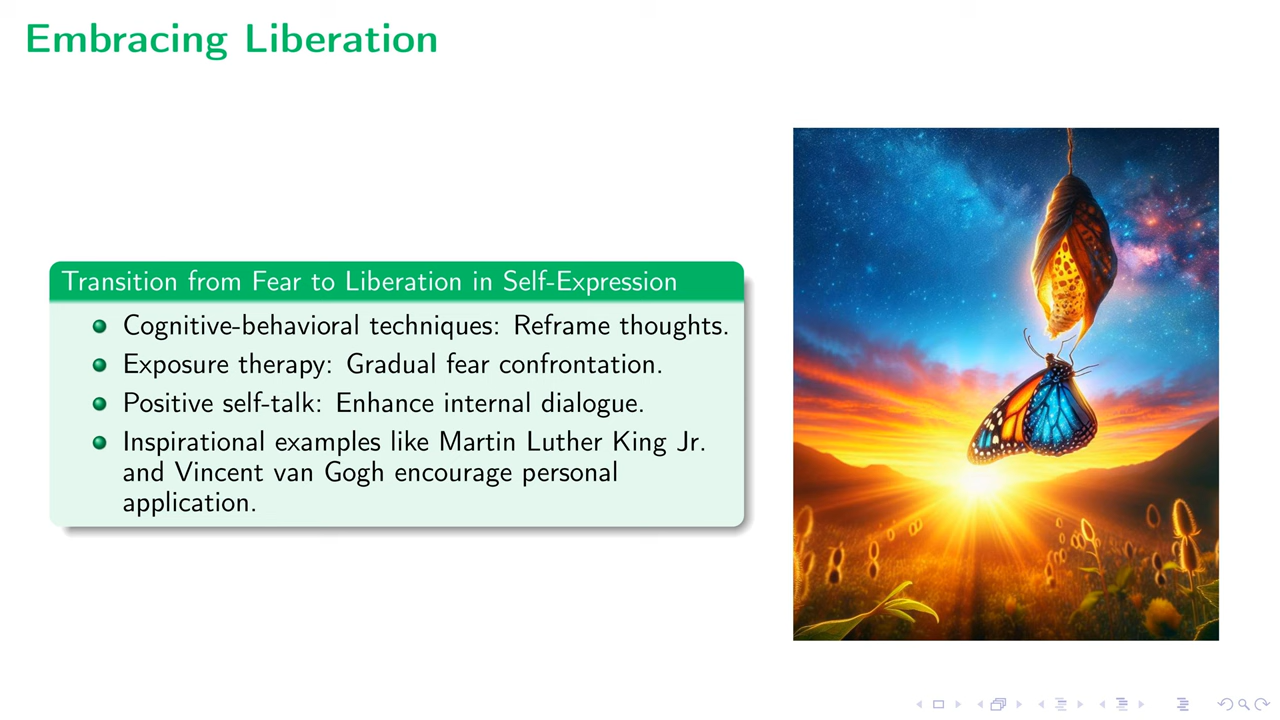 Embracing Liberation
Transition from Fear to Liberation in Self-Expression
Cognitive-behavioral techniques: Reframe thoughts.
Exposure therapy: Gradual fear confrontation.
Positive self-talk: Enhance internal dialogue.
Inspirational examples like Martin Luther King Jr.
and Vincent van Gogh encourage personal
application.